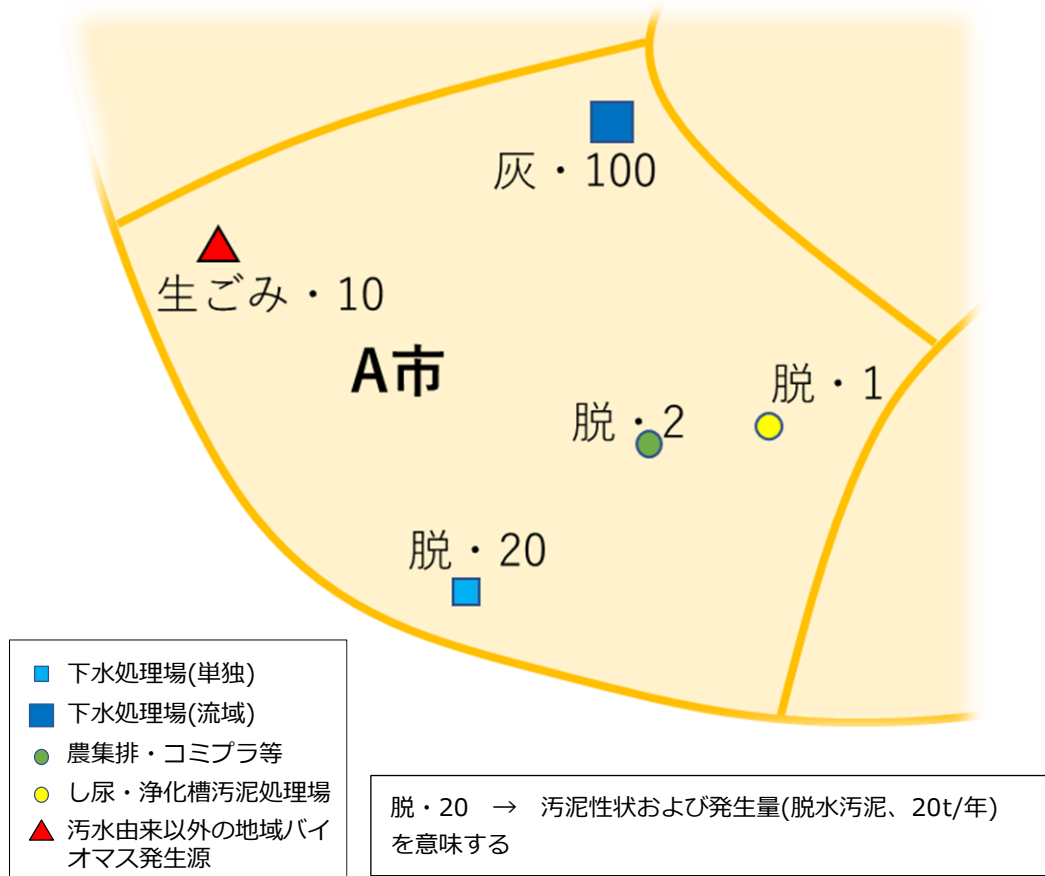 灰・100
生ごみ・10
A市
脱・1
脱・2
脱・20
下水処理場(単独)
下水処理場(流域)
農集排・コミプラ等
し尿・浄化槽汚泥処理場
汚水由来以外の地域バイ
オマス発生源
脱・20　→　汚泥性状および発生量(脱水汚泥、20t/年)
を意味する